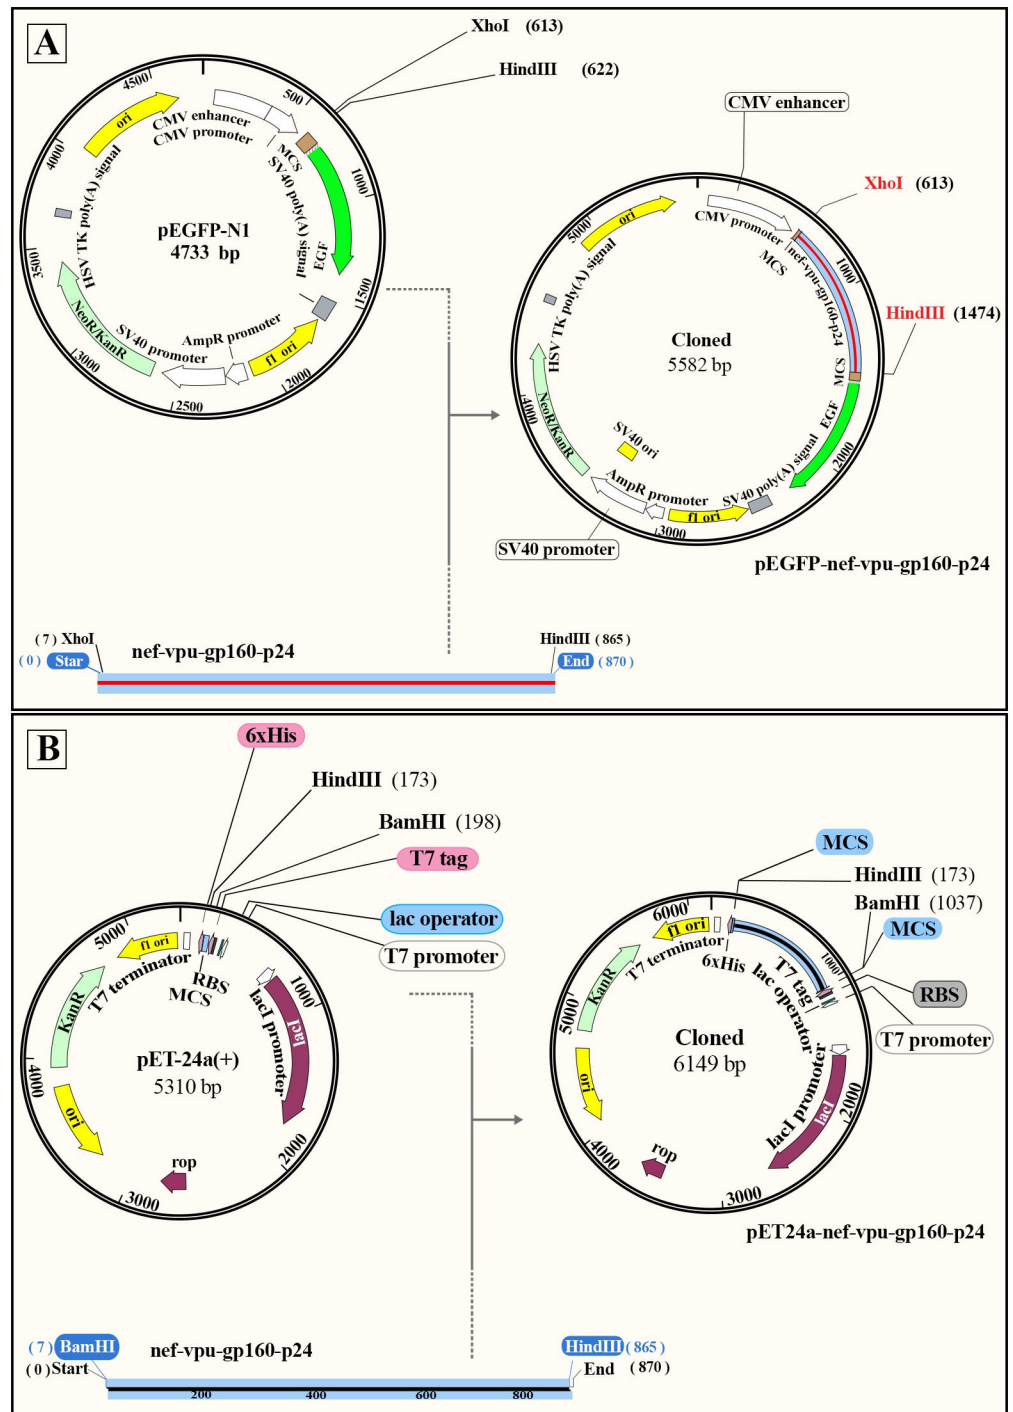 A
XhoI (613)
HindIII (622)
4500
500
ori
CMV enhancer
CMV promoter
MCS
4000
1000
HSV TK poly(A) signal
SV40 poly(A) signal
pEGFP-N1
4733 bp
EGF
3500
1500
NeoR/KanR
SV40 promoter
AmpR promoter
f1 ori
3000
2000
2500
CMV enhancer
XhoI (613)
5000
ori
CMV promoter
MCS
nef-vpu-gp160-p24
1000
HSV TK poly(A) signal
HindIII (1474)
Cloned
5582 bp
MCS
4000
NeoR/KanR
EGF
SV40 ori
2000
AmpR promoter
SV40 poly(A) signal
f1 ori
3000
SV40 promoter
pEGFP-nef-vpu-gp160-p24
(7) XhoI
nef-vpu-gp160-p24
HindIII (865)
(0) Star
End (870)
B
6xHis
HindIII (173)
BamHI (198)
T7 tag
lac operator
T7 promoter
5000
f1 ori
T7 terminator
RBS
MCS
KanR
1000
lacI promoter
lacI
pET-24a(+)
5310 bp
4000
ori
2000
rop
3000
MCS
HindIII (173)
BamHI (1037)
MCS
6000
f1 ori
T7 terminator
6xHis
1000
T7 tag
RBS
KanR
lac operator
T7 promoter
5000
Cloned
6149 bp
ori
lacI promoter
lacI
2000
4000
rop
3000
pET24a-nef-vpu-gp160-p24
(7) BamHI
nef-vpu-gp160-p24
HindIII (865)
(0) Start
End (870)
200 400 600 800